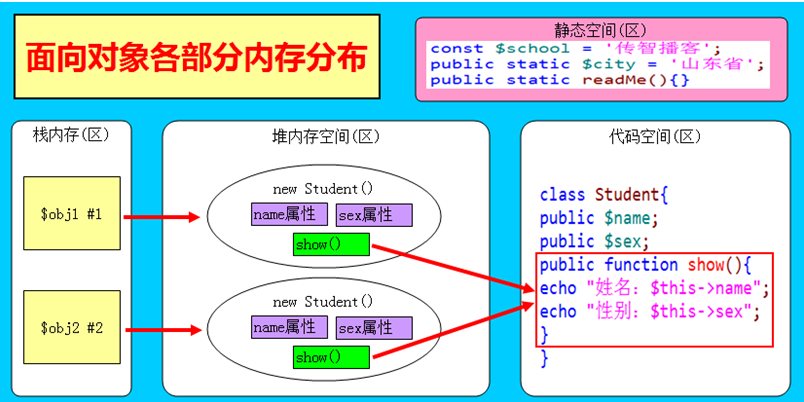 面向对象各部分内存分布
静态空间(区)
const $school = '传智播客';
public static $city = '山东省';
public static readMe(){}
栈内存(区)
$obj1 #1
$obj2 #2
堆内存空间(区)
new Student()
name属性 sex属性
show()
new Student()
name属性 sex属性
show()
代码空间(区)
class Student{
public $name;
public $sex;
public function show(){
echo "姓名: $this->name";
echo "性别: $this->sex";
}
}